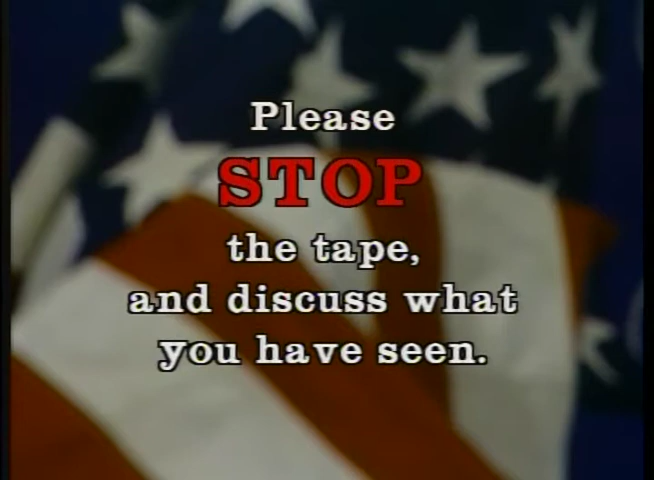 Please
STOP
the tape,
and discuss what
you have seen.